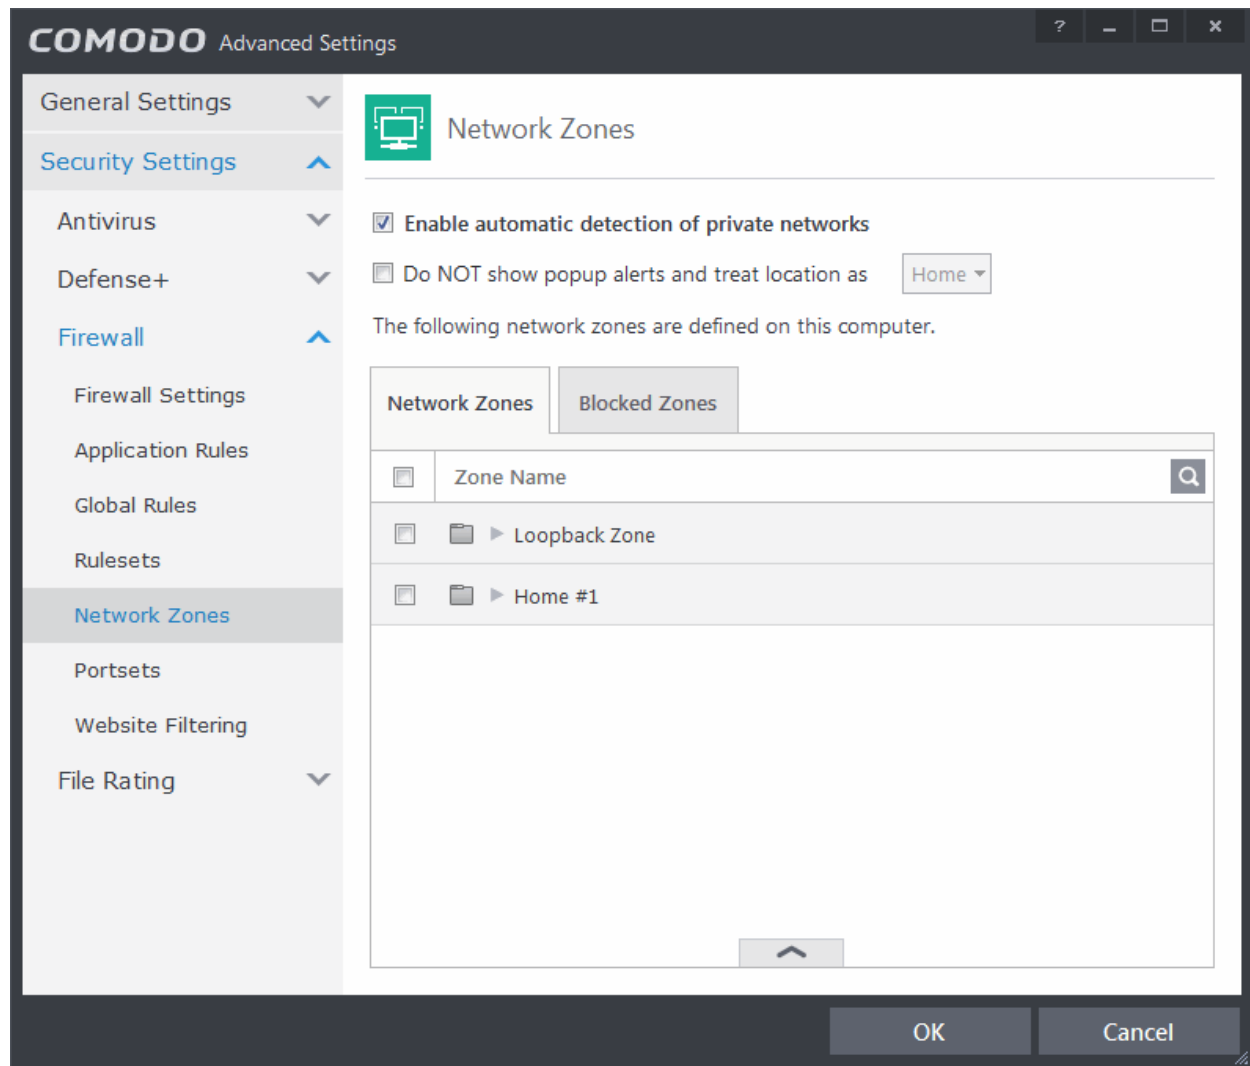 COMODO Advanced Settings
?
General Settings
Security Settings
Antivirus
Defense+
Firewall
Firewall Settings
Application Rules
Global Rules
Rulesets
Network Zones
Portsets
Website Filtering
File Rating
Network Zones
Enable automatic detection of private networks
Do NOT show popup alerts and treat location as Home
The following network zones are defined on this computer.
Network Zones Blocked Zones
Zone Name
Loopback Zone
Home #1
OK Cancel